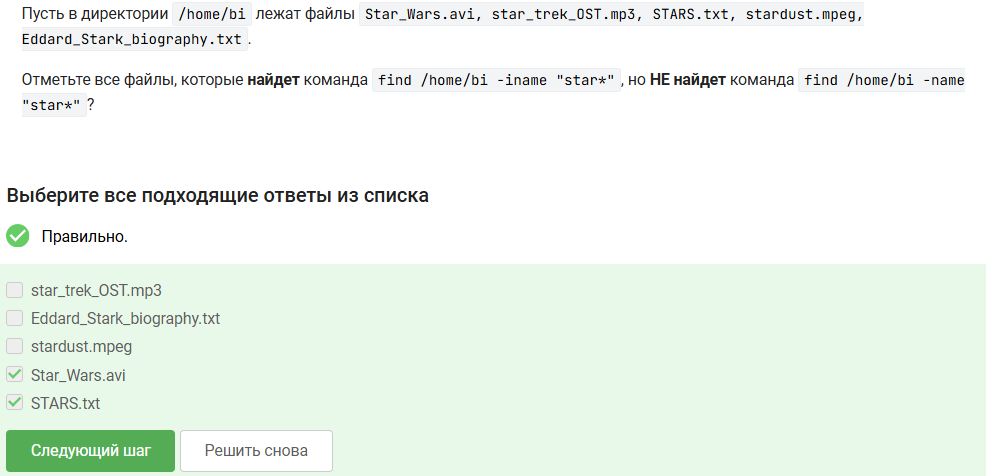 Пусть в директории /home/bi лежат файлы Star_Wars.avi, star_trek_OST.mp3, STARS.txt, stardust.mpeg,
Eddard_Stark_biography.txt.
Отметьте все файлы, которые найдет команда find /home/bi -iname "star*", но НЕ найдет команда find /home/bi -name
"star*"?
Выберите все подходящие ответы из списка
Правильно.
star_trek_OST.mp3
Eddard_Stark_biography.txt
stardust.mpeg
Star_Wars.avi
STARS.txt
Следующий шаг Решить снова